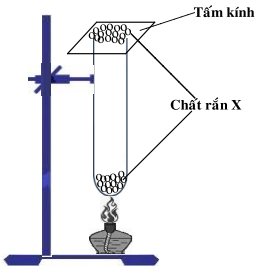 Tấm kính
Chất rắn X